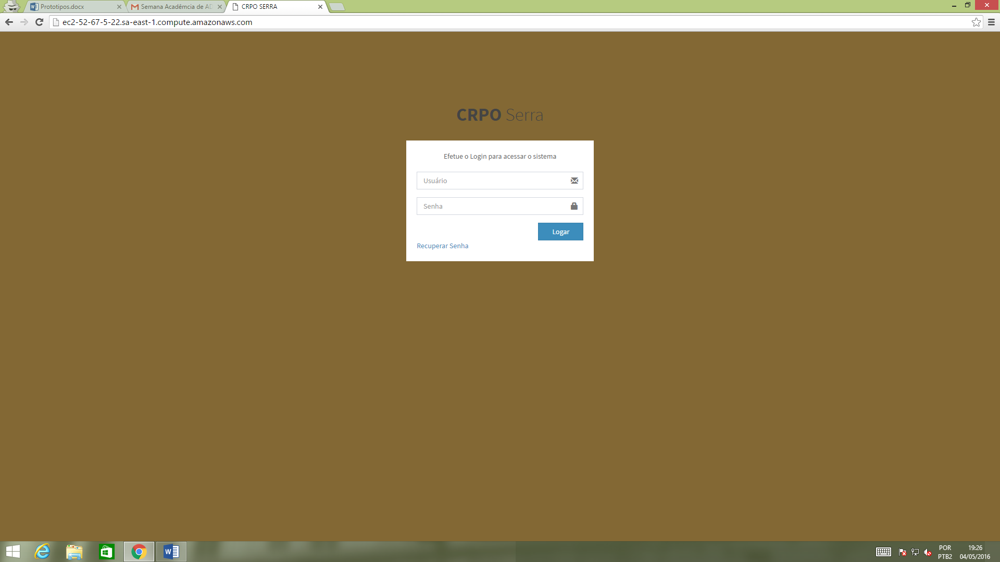 Prototipos.docx
Semana Acadêmcia de AD
CRPO SERRA
ec2-52-67-5-22.sa-east-1.compute.amazonaws.com
CRPO Serra
Efetue o Login para acessar o sistema
Usuário
Senha
Logar
Recuperar Senha
POR 19:26
PTB2 04/05/2016